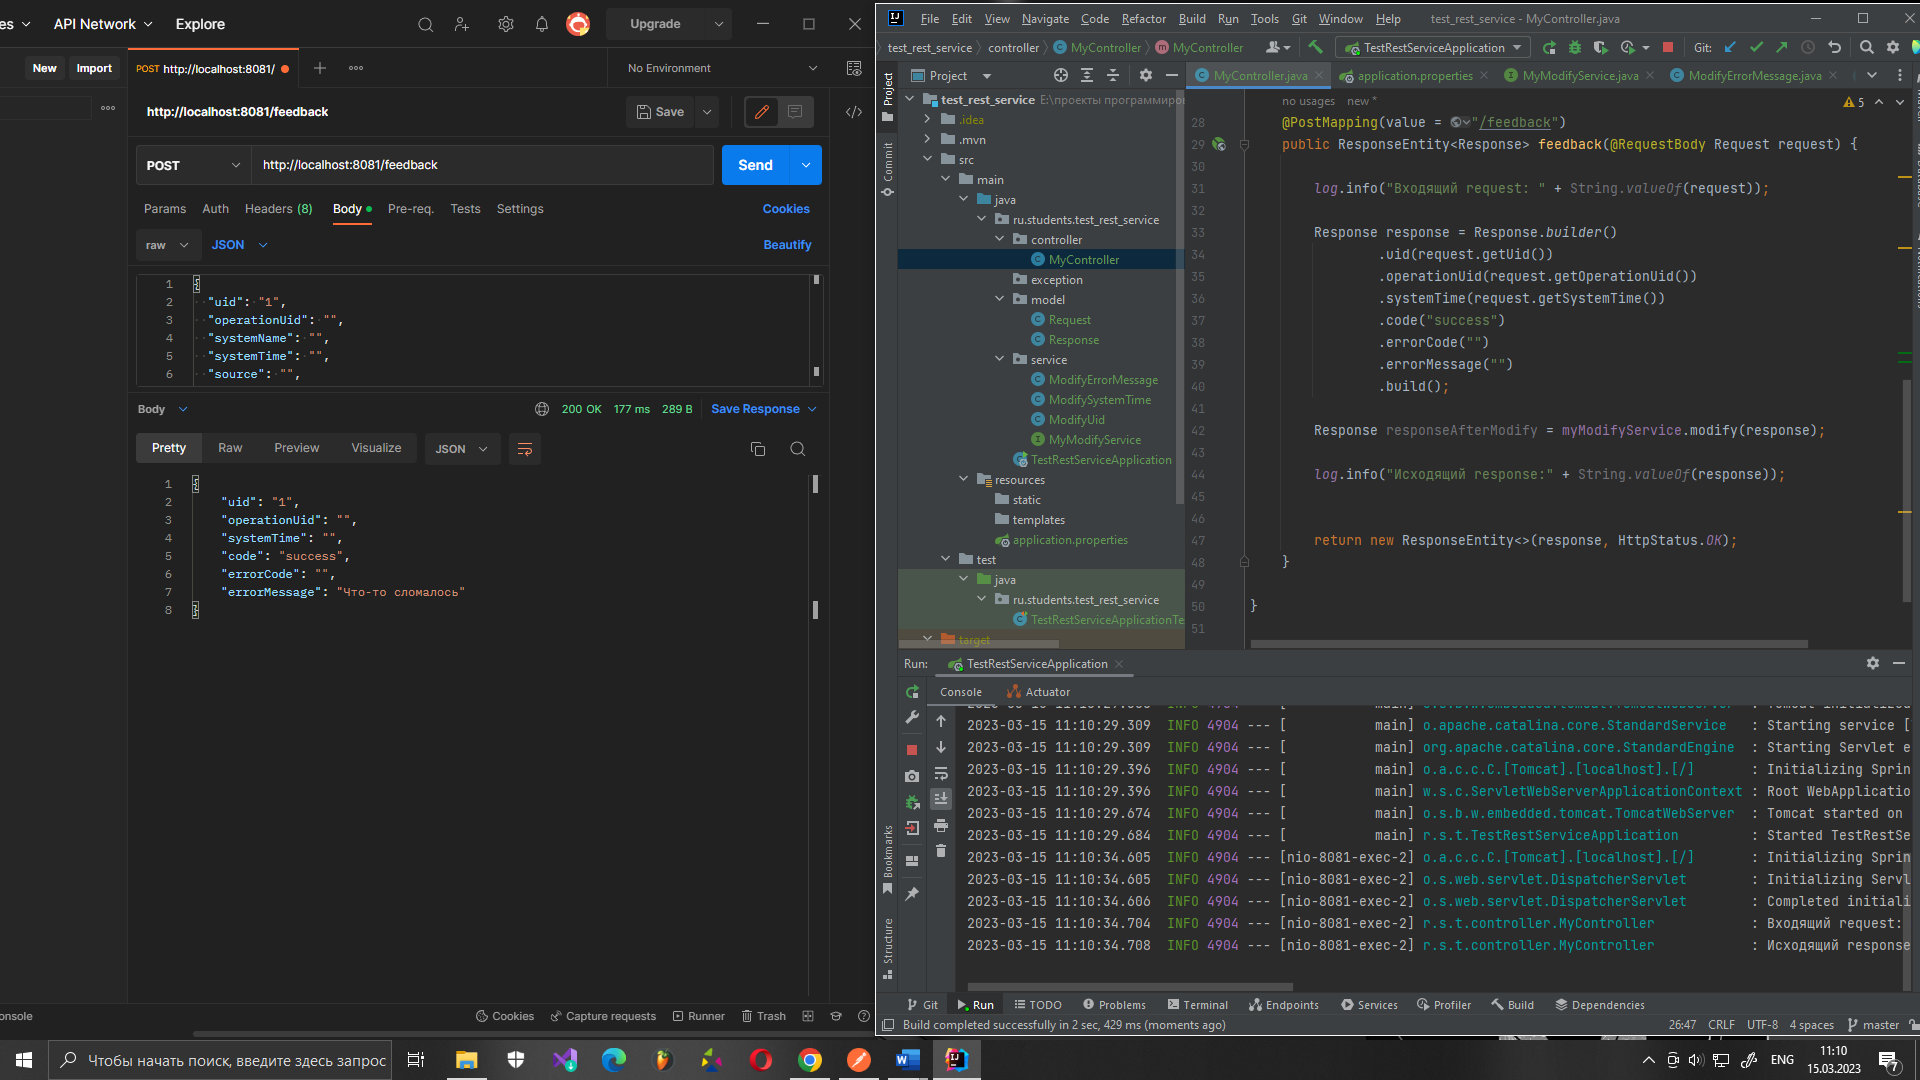 es
API Network
Explore
Upgrade
New
Import
POST http://localhost:8081/
No Environment
http://localhost:8081/feedback
Save
POST
http://localhost:8081/feedback
Send
Params
Auth
Headers (8)
Body
Pre-req.
Tests
Settings
Cookies
raw
JSON
Beautify
1 {
2 "uid": "1",
3 "operationUid": "",
4 "systemName": "",
5 "systemTime": "",
6 "source": "",
Body
200 OK 177 ms 289 B
Save Response
Pretty
Raw
Preview
Visualize
JSON
1 {
2 "uid": "1",
3 "operationUid": "",
4 "systemTime": "",
5 "code": "success",
6 "errorCode": "",
7 "errorMessage": "Что-то сломалось"
8 }
onsole
Cookies
Capture requests
Runner
Trash
File Edit View Navigate Code Refactor Build Run Tools Git Window Help
test_rest_service - MyController.java
test_rest_service
controller
MyController
MyController
TestRestServiceApplication
Git:
Project
MyController.java
application.properties
MyModifyService.java
ModifyErrorMessage.java
Project
Commit
Bookmarks
Structure
test_rest_service E:\проекты программиров
.idea
.mvn
src
main
java
ru.students.test_rest_service
controller
MyController
exception
model
Request
Response
service
ModifyErrorMessage
ModifySystemTime
ModifyUid
MyModifyService
TestRestServiceApplication
resources
static
templates
application.properties
test
java
ru.students.test_rest_service
TestRestServiceApplicationTe
target
no usages new *
5
28 @PostMapping(value = "/feedback")
29 public ResponseEntity<Response> feedback(@RequestBody Request request) {
30
31 log.info("Входящий request: " + String.valueOf(request));
32
33 Response response = Response.builder()
34 .uid(request.getUid())
35 .operationUid(request.getOperationUid())
36 .systemTime(request.getSystemTime())
37 .code("success")
38 .errorCode("")
39 .errorMessage("")
40 .build();
41
42 Response responseAfterModify = myModifyService.modify(response);
43
44 log.info("Исходящий response:" + String.valueOf(response));
45
46
47 return new ResponseEntity<>(response, HttpStatus.OK);
48 }
49
50 }
51
Run:
TestRestServiceApplication
Console
Actuator
2023-03-15 11:10:29.309 INFO 4904 --- [ main] o.apache.catalina.core.StandardService : Starting service [
2023-03-15 11:10:29.309 INFO 4904 --- [ main] org.apache.catalina.core.StandardEngine : Starting Servlet e
2023-03-15 11:10:29.396 INFO 4904 --- [ main] o.a.c.c.C.[Tomcat].[localhost].[/] : Initializing Sprin
2023-03-15 11:10:29.396 INFO 4904 --- [ main] w.s.c.ServletWebServerApplicationContext : Root WebApplicatio
2023-03-15 11:10:29.674 INFO 4904 --- [ main] o.s.b.w.embedded.tomcat.TomcatWebServer : Tomcat started on
2023-03-15 11:10:29.684 INFO 4904 --- [ main] r.s.t.TestRestServiceApplication : Started TestRestSe
2023-03-15 11:10:34.605 INFO 4904 --- [nio-8081-exec-2] o.a.c.c.C.[Tomcat].[localhost].[/] : Initializing Sprin
2023-03-15 11:10:34.605 INFO 4904 --- [nio-8081-exec-2] o.s.web.servlet.DispatcherServlet : Initializing Servl
2023-03-15 11:10:34.606 INFO 4904 --- [nio-8081-exec-2] o.s.web.servlet.DispatcherServlet : Completed initiali
2023-03-15 11:10:34.704 INFO 4904 --- [nio-8081-exec-2] r.s.t.controller.MyController : Входящий request:
2023-03-15 11:10:34.708 INFO 4904 --- [nio-8081-exec-2] r.s.t.controller.MyController : Исходящий response
Git
Run
TODO
Problems
Terminal
Endpoints
Services
Profiler
Build
Dependencies
Build completed successfully in 2 sec, 429 ms (moments ago)
26:47 CRLF UTF-8 4 spaces master
Чтобы начать поиск, введите здесь запрос
ENG
11:10
15.03.2023
7